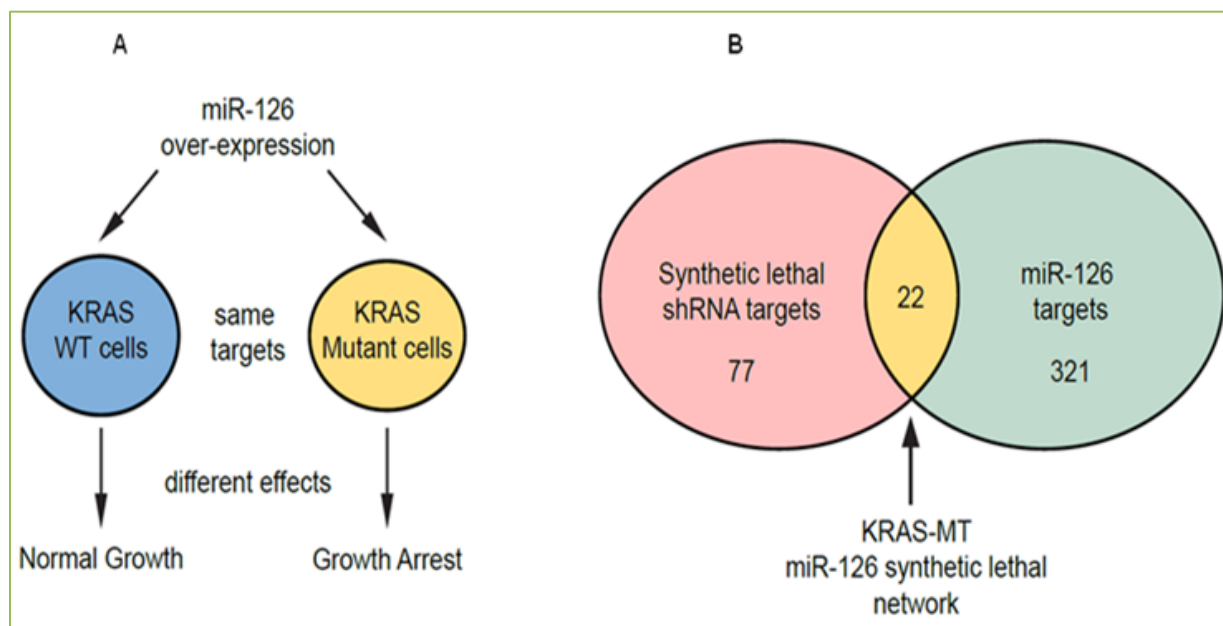 A
miR-126
over-expression
KRAS
WT cells
same
targets
KRAS
Mutant cells
different effects
Normal Growth
Growth Arrest
B
Synthetic lethal
shRNA targets
77
22
miR-126
targets
321
KRAS-MT
miR-126 synthetic lethal
network